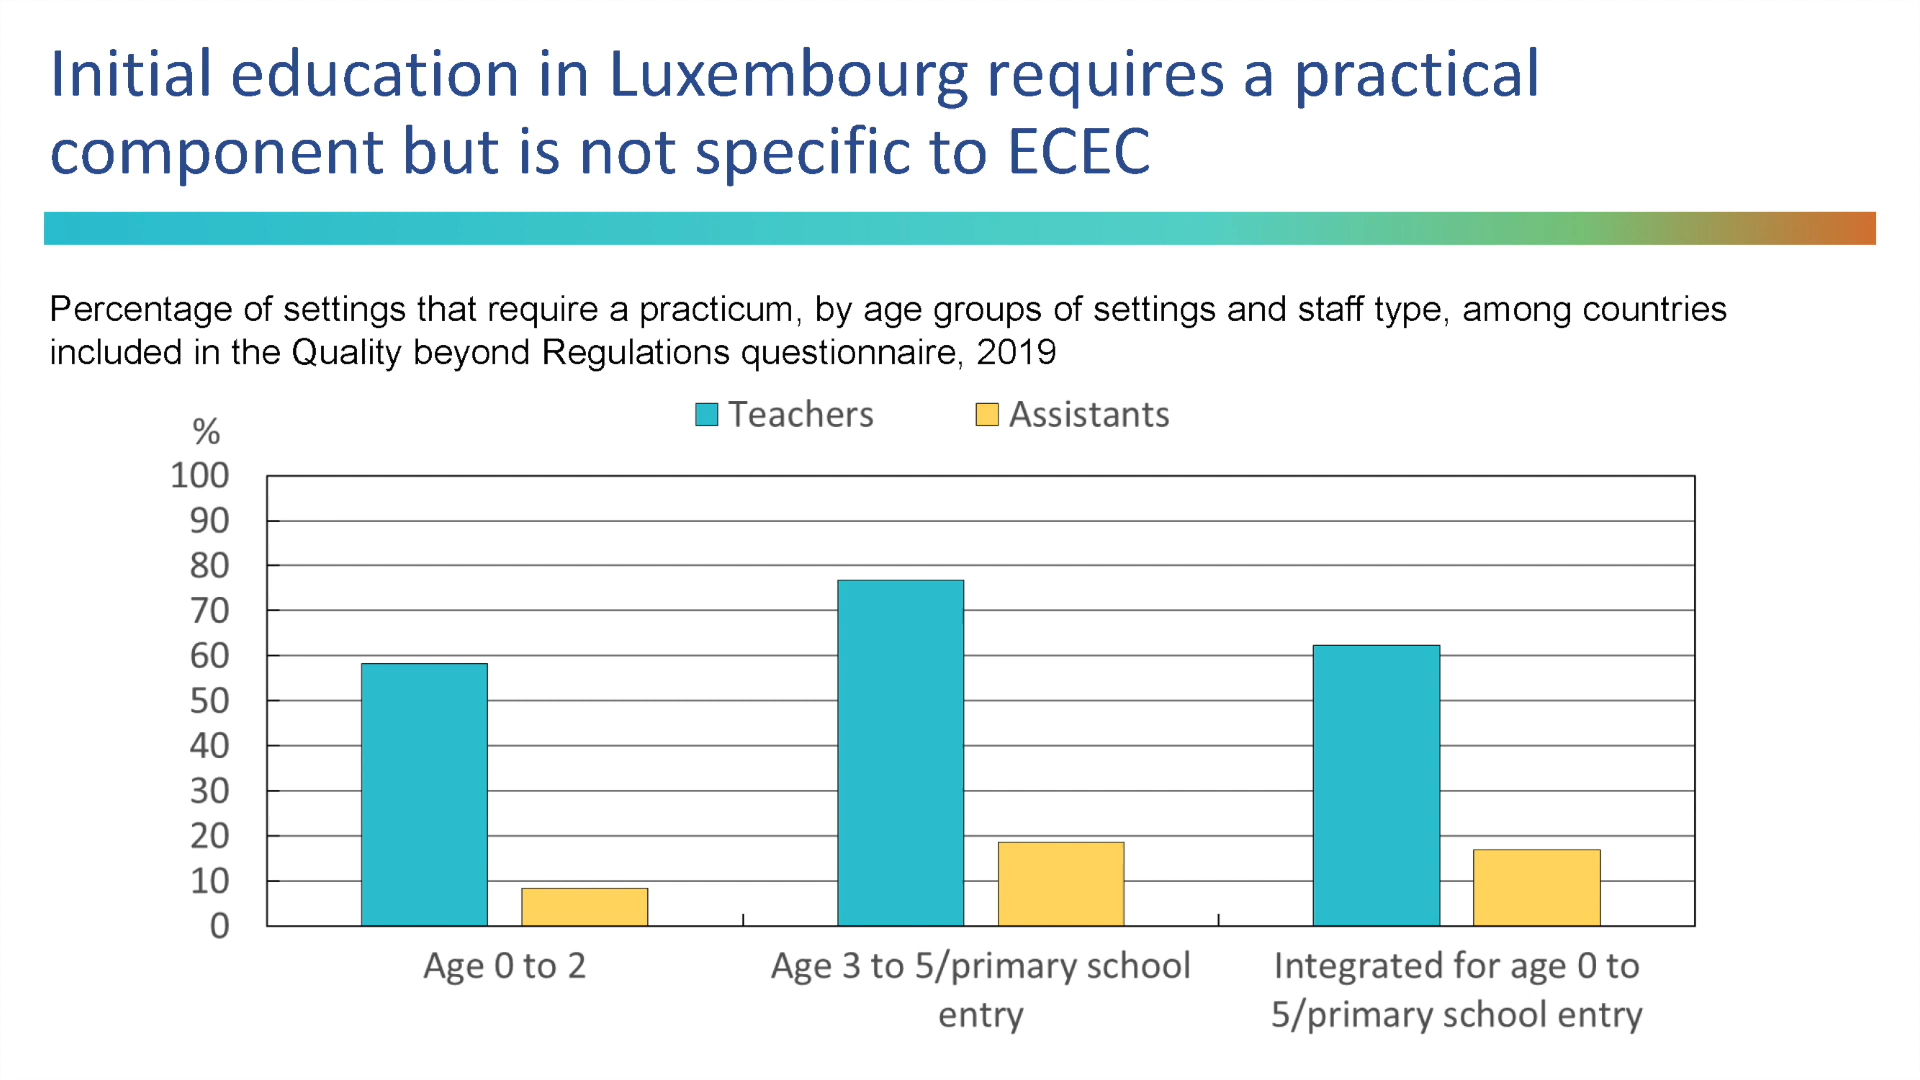 Initial education in Luxembourg requires a practical
component but is not specific to ECEC
Percentage of settings that require a practicum, by age groups of settings and staff type, among countries
included in the Quality beyond Regulations questionnaire, 2019
Teachers
Assistants
%
100
90
80
70
60
50
40
30
20
10
0
Age 0 to 2
Age 3 to 5/primary school
entry
Integrated for age 0 to
5/primary school entry